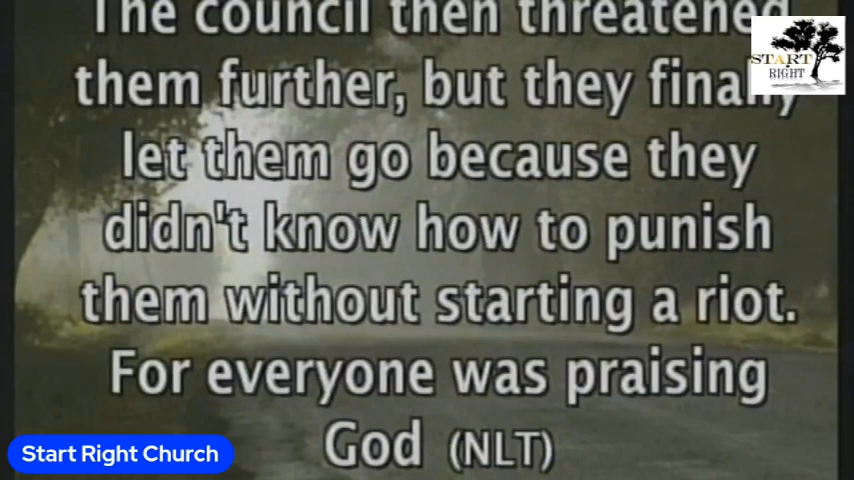 The council then threatened
them further, but they finally
let them go because they
didn't know how to punish
them without starting a riot.
For everyone was praising
God (NLT)
START
RIGHT
Start Right Church